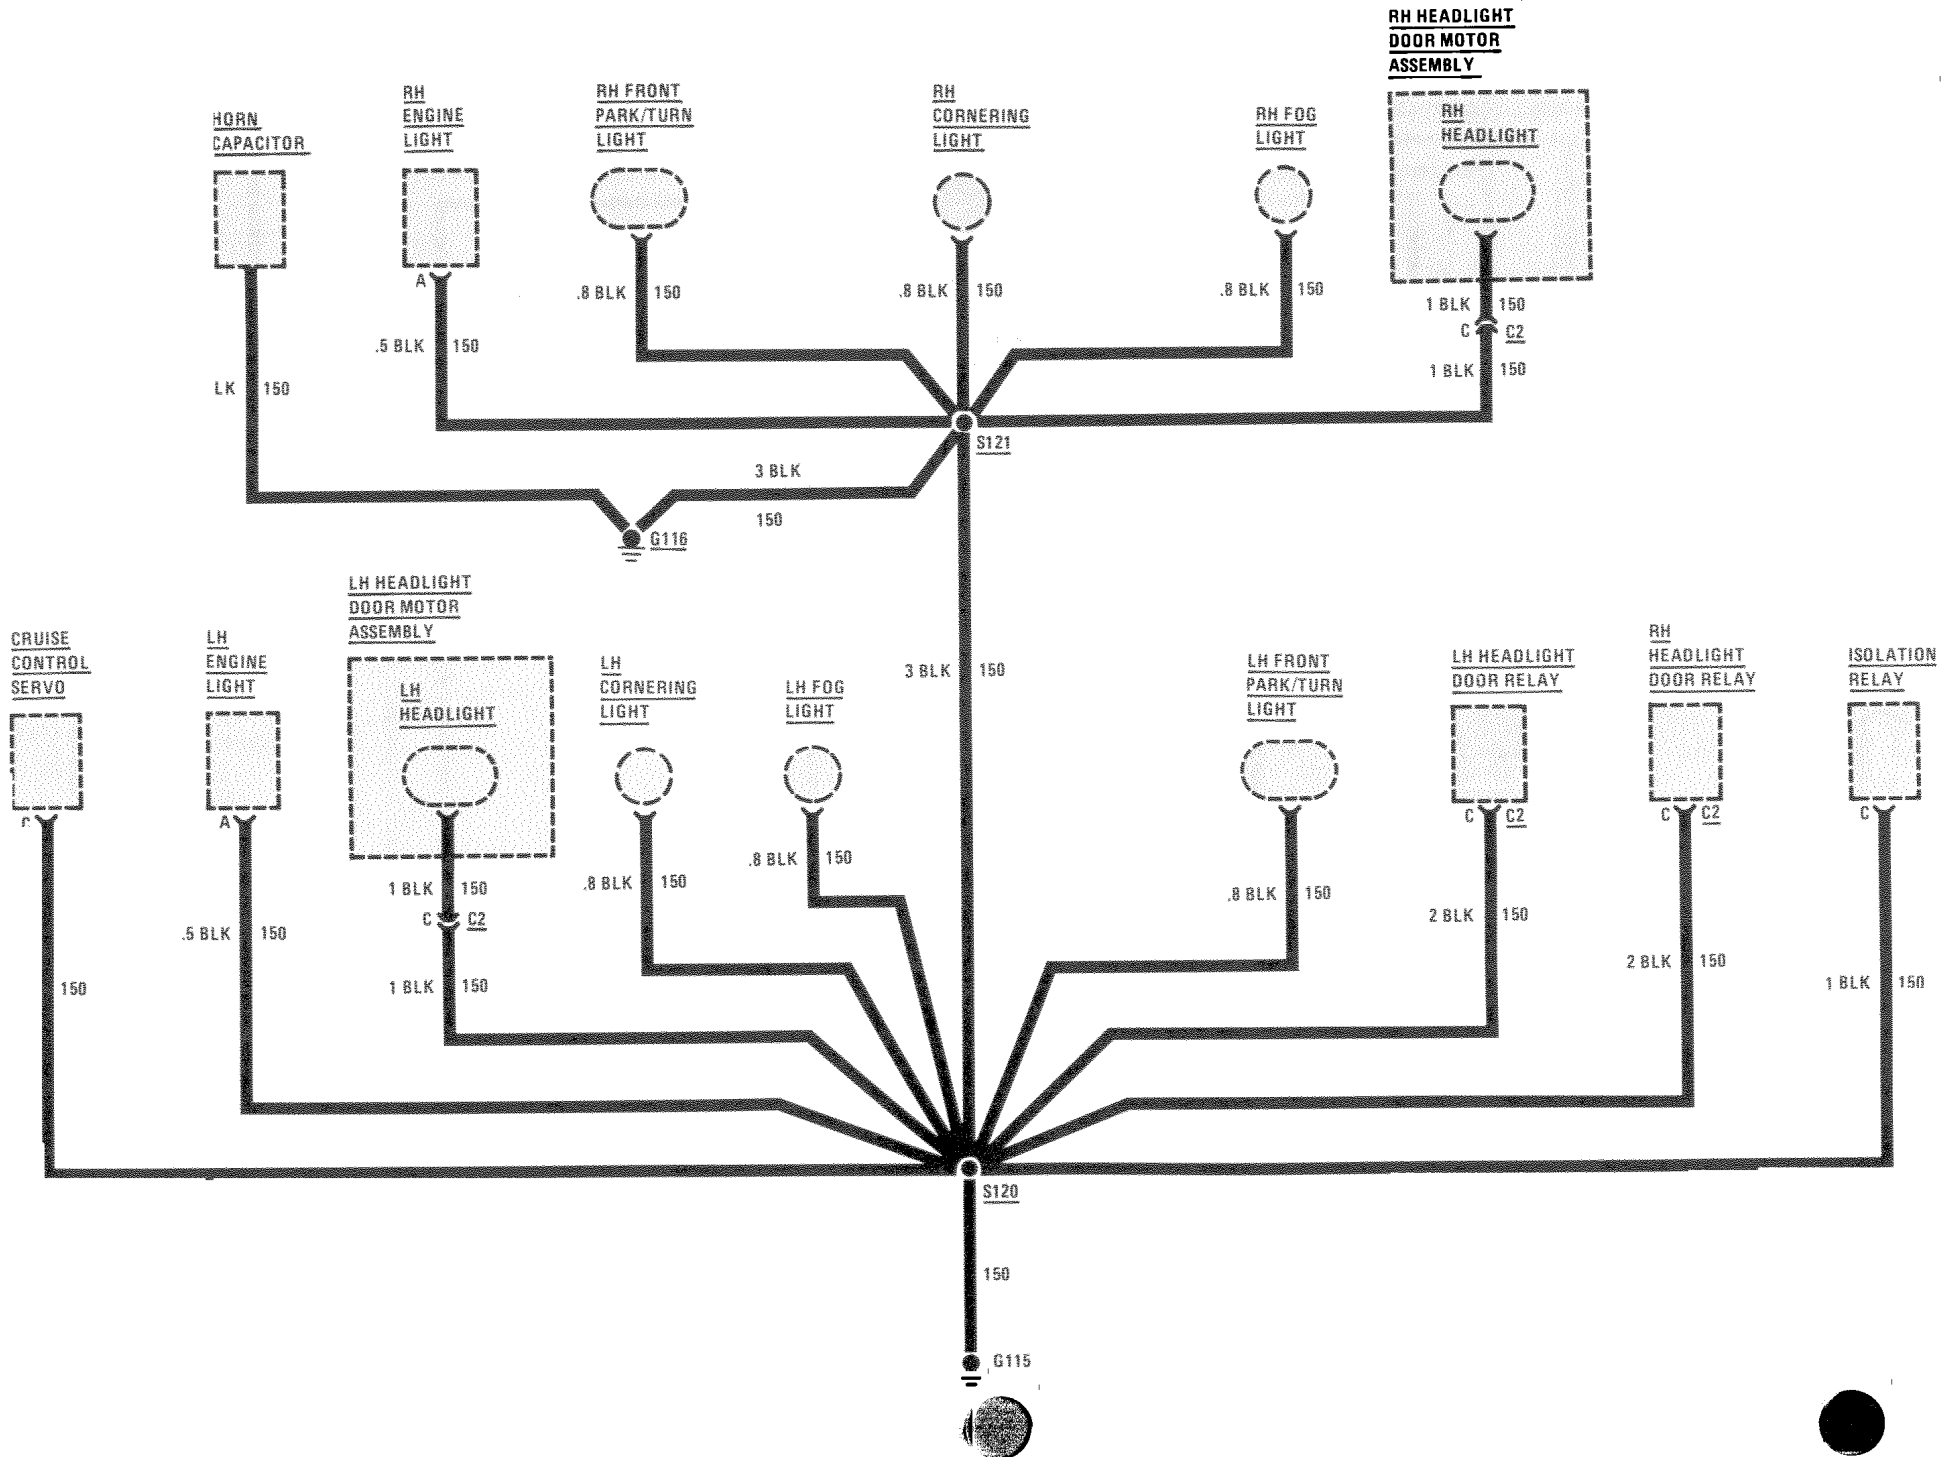 RH HEADLIGHT
DOOR MOTOR
ASSEMBLY
HORN
CAPACITOR
RH
ENGINE
LIGHT
RH FRONT
PARK/TURN
LIGHT
RH
CORNERING
LIGHT
RH FOG
LIGHT
RH
HEADLIGHT
A
.8 BLK 150
.8 BLK 150
.8 BLK 150
1 BLK 150
C C2
.5 BLK 150
1 BLK 150
LK 150
S121
3 BLK
150
G116
LH HEADLIGHT
DOOR MOTOR
ASSEMBLY
CRUISE
CONTROL
SERVO
LH
ENGINE
LIGHT
LH
HEADLIGHT
LH
CORNERING
LIGHT
LH FOG
LIGHT
3 BLK 150
LH FRONT
PARK/TURN
LIGHT
LH HEADLIGHT
DOOR RELAY
RH
HEADLIGHT
DOOR RELAY
ISOLATION
RELAY
A
C C2
C C2
C
1 BLK 150
C C2
.8 BLK 150
.8 BLK 150
.8 BLK 150
2 BLK 150
.5 BLK 150
2 BLK 150
150
1 BLK 150
1 BLK 150
S120
150
G115